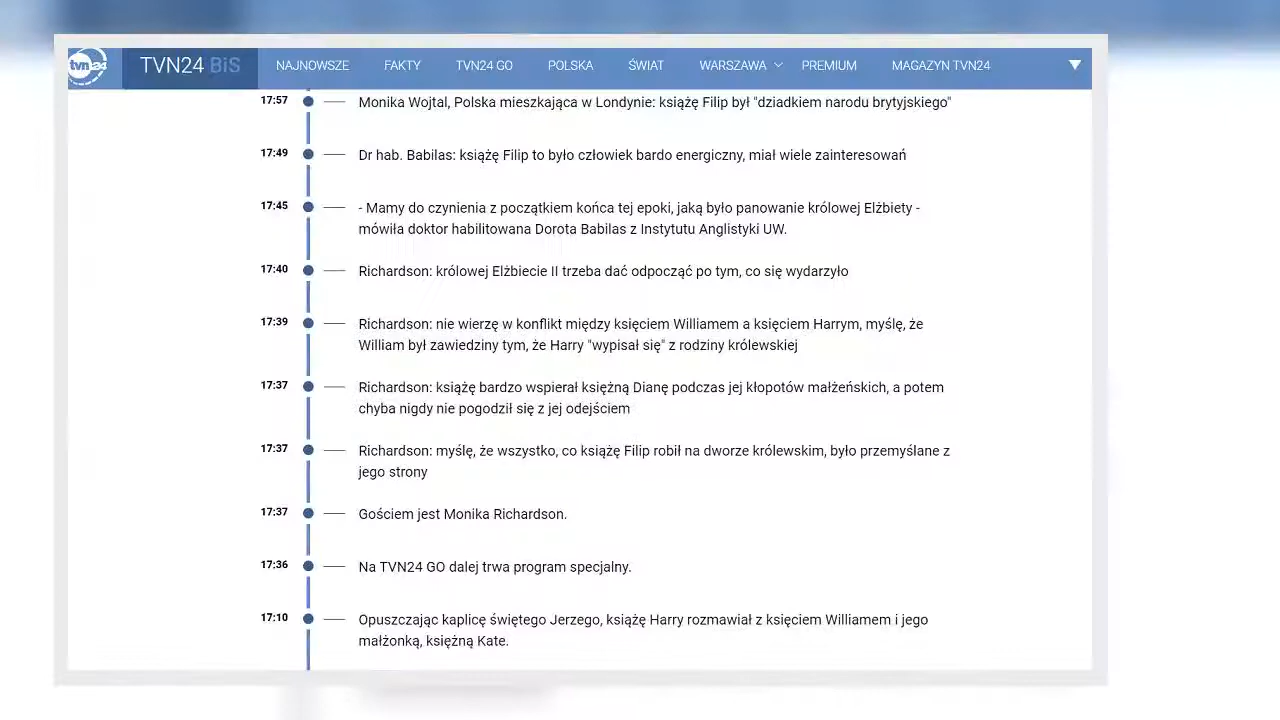 tvn24 TVN24 BiS NAJNOWSZE FAKTY TVN24 GO POLSKA ŚWIAT WARSZAWA PREMIUM MAGAZYN TVN24
17:57 Monika Wojtal, Polska mieszkająca w Londynie: książę Filip był "dziadkiem narodu brytyjskiego"
17:49 Dr hab. Babilas: książę Filip to było człowiek bardo energiczny, miał wiele zainteresowań
17:45 - Mamy do czynienia z początkiem końca tej epoki, jaką było panowanie królowej Elżbiety -
mówiła doktor habilitowana Dorota Babilas z Instytutu Anglistyki UW.
17:40 Richardson: królowej Elżbiecie II trzeba dać odpocząć po tym, co się wydarzyło
17:39 Richardson: nie wierzę w konflikt między księciem Williamem a księciem Harrym, myślę, że
William był zawiedziny tym, że Harry "wypisał się" z rodziny królewskiej
17:37 Richardson: książę bardzo wspierał księżną Dianę podczas jej kłopotów małżeńskich, a potem
chyba nigdy nie pogodził się z jej odejściem
17:37 Richardson: myślę, że wszystko, co książę Filip robił na dworze królewskim, było przemyślane z
jego strony
17:37 Gościem jest Monika Richardson.
17:36 Na TVN24 GO dalej trwa program specjalny.
17:10 Opuszczając kaplicę świętego Jerzego, książę Harry rozmawiał z księciem Williamem i jego
małżonką, księżną Kate.